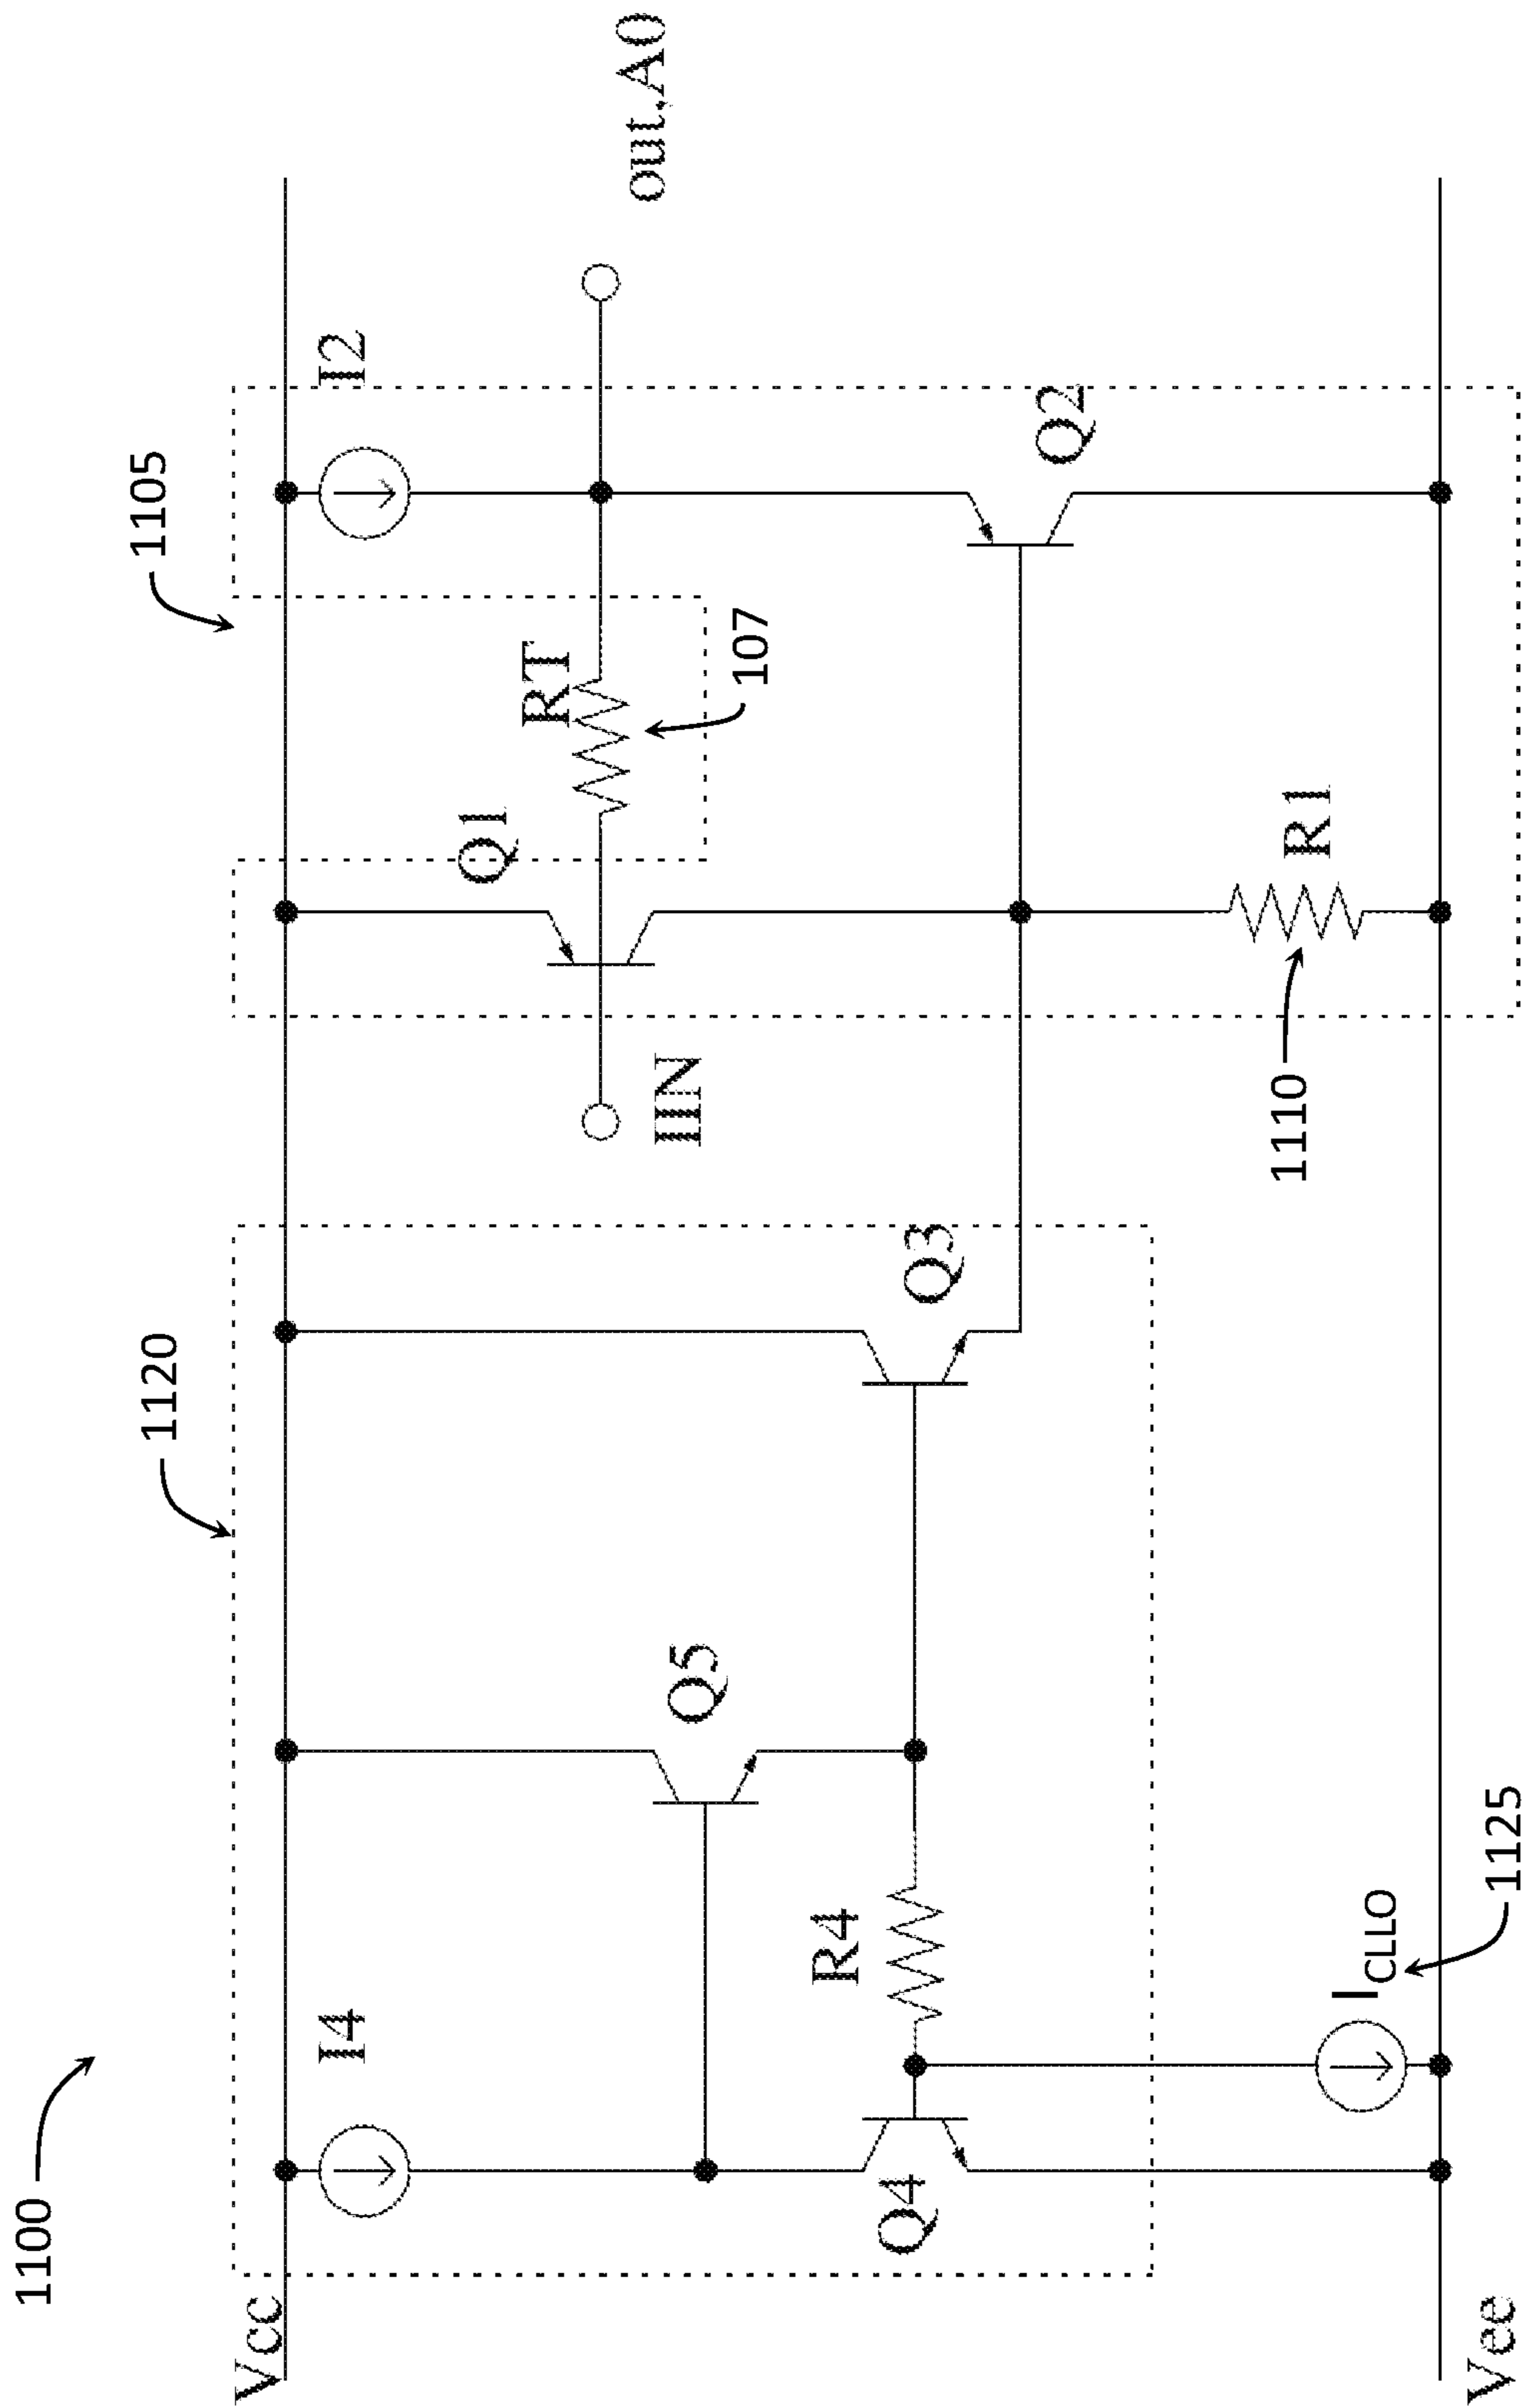 1100
1120
1105
Vcc
I4
I2
Q5
Q1
RT
out,A0
107
Q4
R4
Q3
IIN
Q2
I_CLLO
1125
1110
R1
Vee